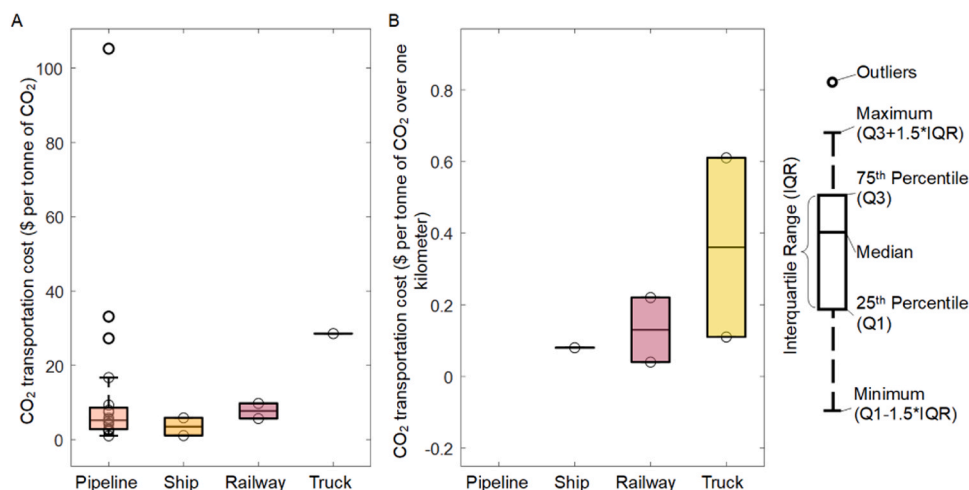 A
CO₂ transportation cost ($ per tonne of CO₂)
100
80
60
40
20
0
Pipeline Ship Railway Truck
B
CO₂ transportation cost ($ per tonne of CO₂ over one
kilometer)
0.8
0.6
0.4
0.2
0
-0.2
Pipeline Ship Railway Truck
Outliers
Maximum
(Q3+1.5*IQR)
75th Percentile
(Q3)
Median
25th Percentile
(Q1)
Minimum
(Q1-1.5*IQR)
Interquartile Range (IQR)